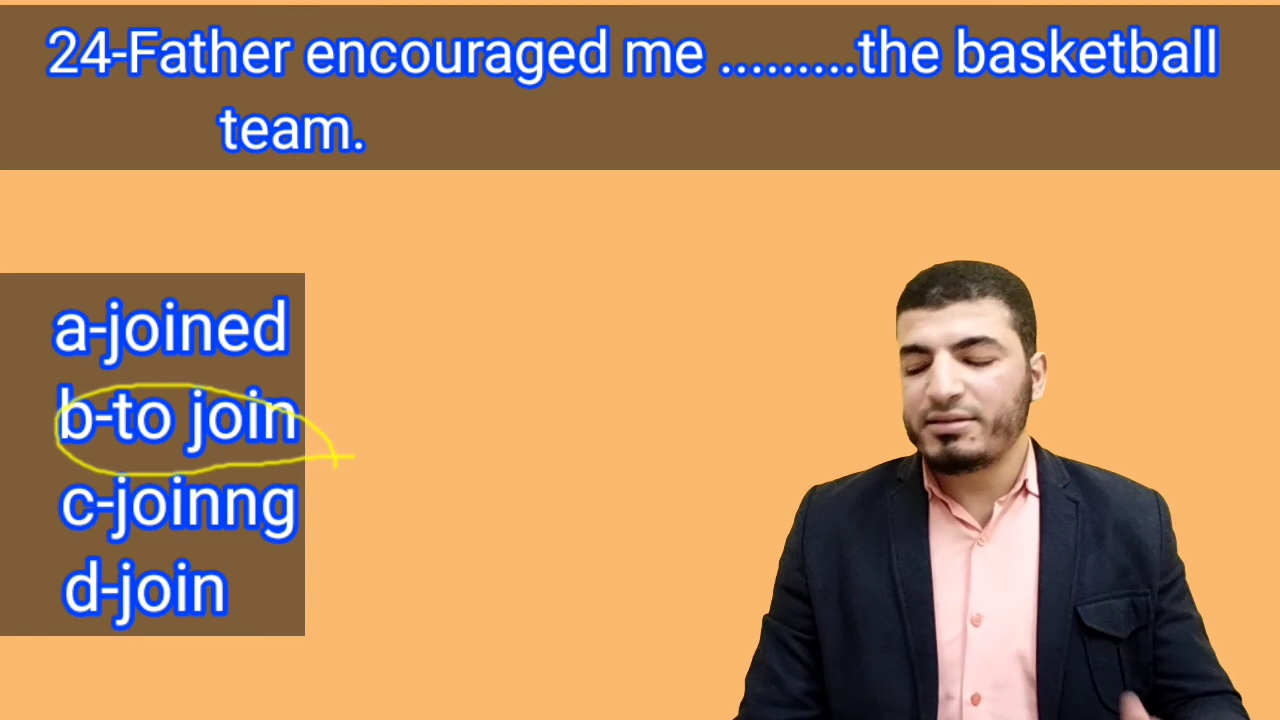 24-Father encouraged me .........the basketball
team.
a-joined
b-to join
c-joinng
d-join